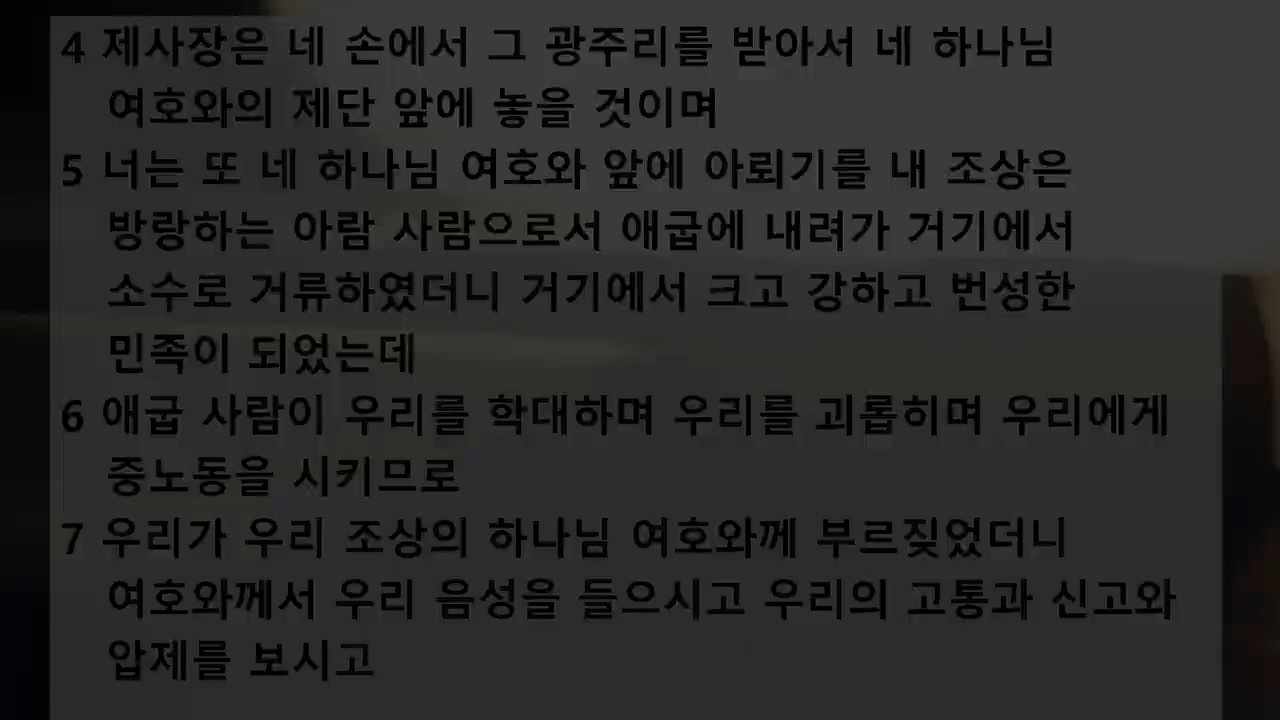 4 제사장은 네 손에서 그 광주리를 받아서 네 하나님
여호와의 제단 앞에 놓을 것이며
5 너는 또 네 하나님 여호와 앞에 아뢰기를 내 조상은
방랑하는 아람 사람으로서 애굽에 내려가 거기에서
소수로 거류하였더니 거기에서 크고 강하고 번성한
민족이 되었는데
6 애굽 사람이 우리를 학대하며 우리를 괴롭히며 우리에게
중노동을 시키므로
7 우리가 우리 조상의 하나님 여호와께 부르짖었더니
여호와께서 우리 음성을 들으시고 우리의 고통과 신고와
압제를 보시고